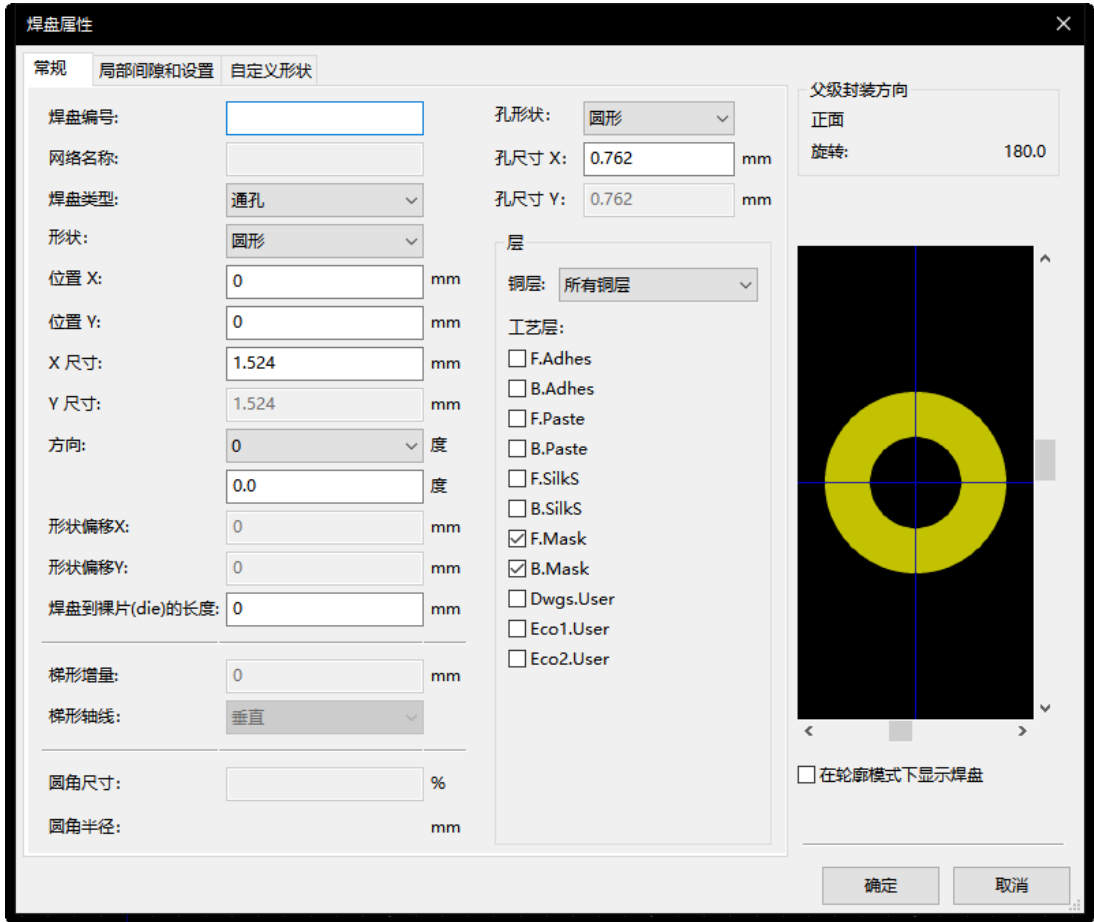 焊盘属性
常规 局部间隙和设置 自定义形状
焊盘编号:
网络名称:
焊盘类型: 通孔
形状: 圆形
位置 X: 0 mm
位置 Y: 0 mm
X 尺寸: 1.524 mm
Y 尺寸: 1.524 mm
方向: 0 度
0.0 度
形状偏移X: 0 mm
形状偏移Y: 0 mm
焊盘到裸片(die)的长度: 0 mm
梯形增量: 0 mm
梯形轴线: 垂直
圆角尺寸: %
圆角半径: mm
孔形状: 圆形
孔尺寸 X: 0.762 mm
孔尺寸 Y: 0.762 mm
层
铜层: 所有铜层
工艺层:
F.Adhes
B.Adhes
F.Paste
B.Paste
F.SilkS
B.SilkS
F.Mask
B.Mask
Dwgs.User
Eco1.User
Eco2.User
父级封装方向
正面
旋转: 180.0
在轮廓模式下显示焊盘
确定 取消